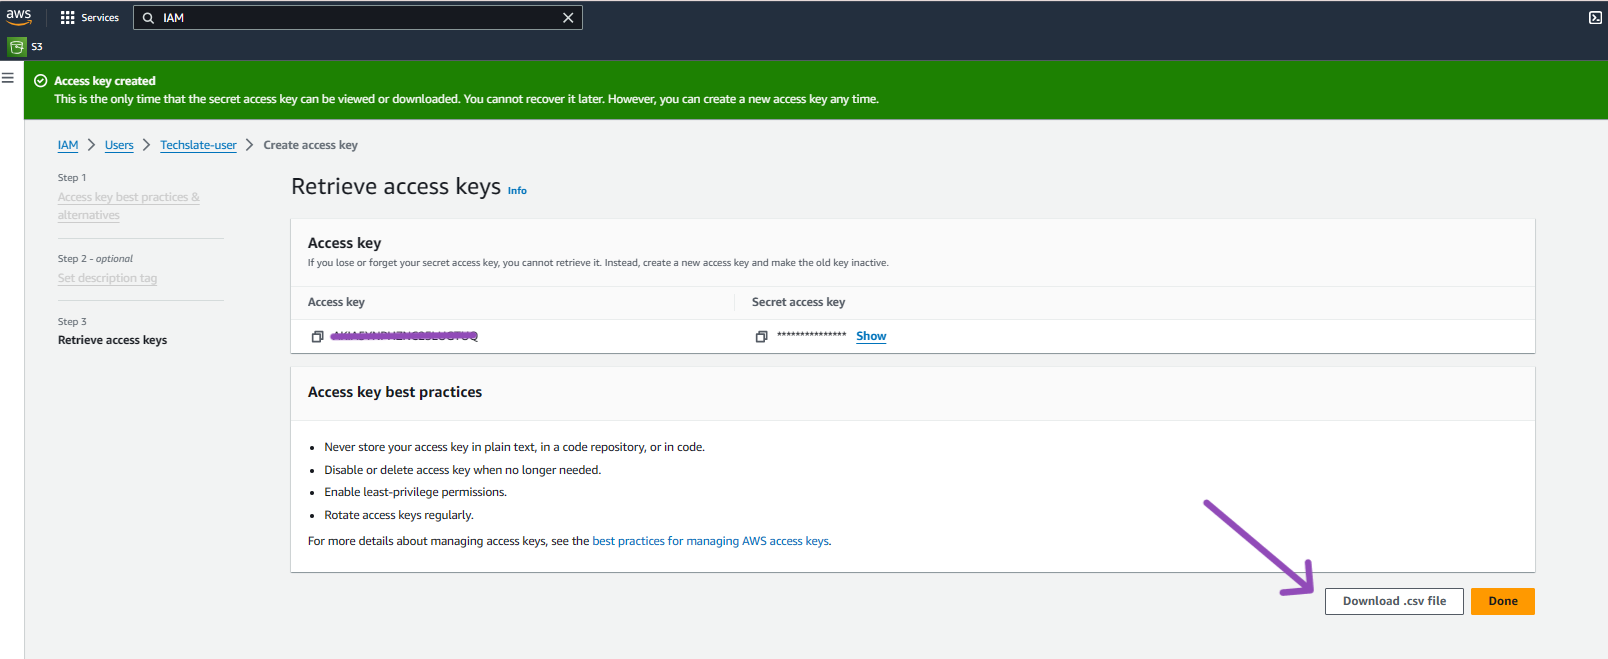 aws
Services
IAM
S3
Access key created
This is the only time that the secret access key can be viewed or downloaded. You cannot recover it later. However, you can create a new access key any time.
IAM > Users > Techslate-user > Create access key
Step 1
Access key best practices &
alternatives
Step 2 - optional
Set description tag
Step 3
Retrieve access keys
Retrieve access keys Info
Access key
If you lose or forget your secret access key, you cannot retrieve it. Instead, create a new access key and make the old key inactive.
Access key
Secret access key
*************** Show
Access key best practices
• Never store your access key in plain text, in a code repository, or in code.
• Disable or delete access key when no longer needed.
• Enable least-privilege permissions.
• Rotate access keys regularly.
For more details about managing access keys, see the best practices for managing AWS access keys.
Download .csv file
Done